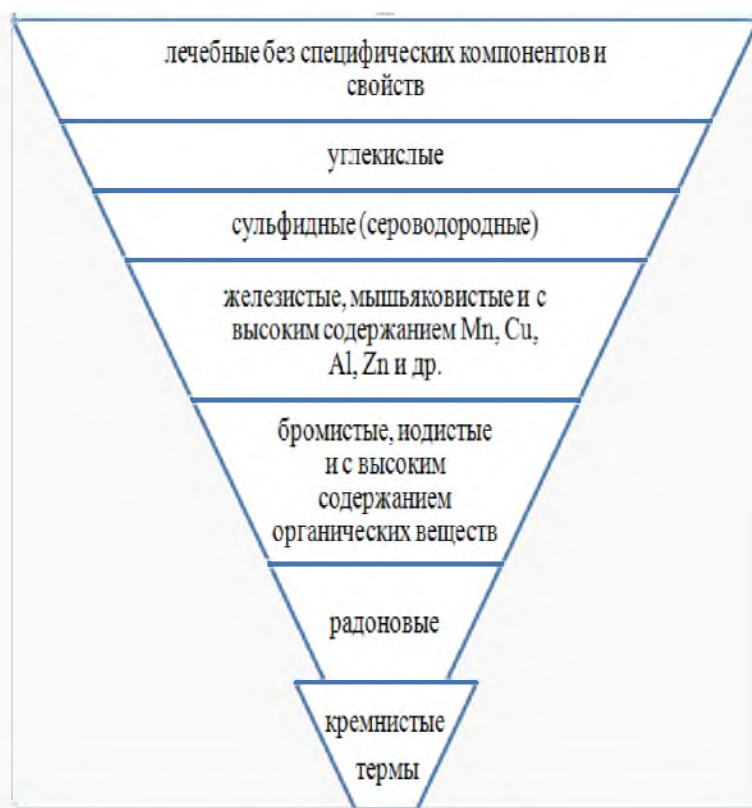 лечебные без специфических компонентов и
свойств
углекислые
сульфидные (сероводородные)
железистые, мышьяковистые и с
высоким содержанием Mn, Cu,
Al, Zn и др.
бромистые, иодистые
и с высоким
содержанием
органических веществ
радоновые
кремнистые
термы